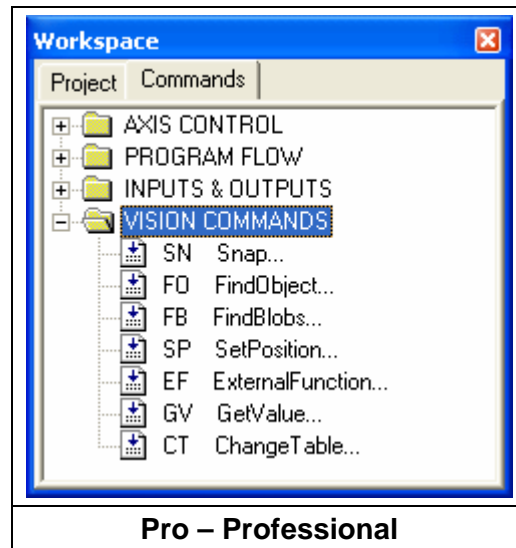 Workspace
Project Commands
AXIS CONTROL
PROGRAM FLOW
INPUTS & OUTPUTS
VISION COMMANDS
SN Snap...
FO FindObject...
FB FindBlobs...
SP SetPosition...
EF ExternalFunction...
GV GetValue...
CT ChangeTable...
Pro – Professional